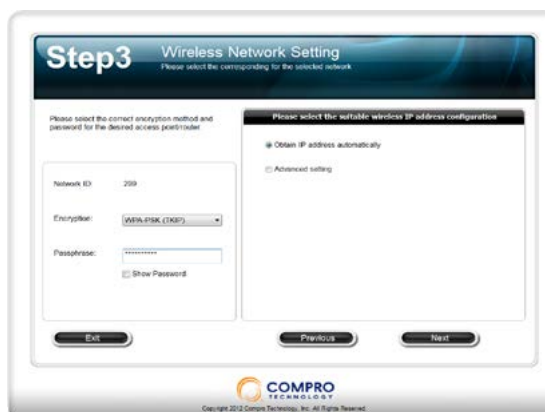 Step3
Wireless Network Setting
Please select the corresponding for the selected network
Please select the correct encryption method and
password for the desired access point/router
Network ID: 299
Encryption: WPA-PSK (TKIP)
Passphrase: **********
Show Password
Please select the suitable wireless IP address configuration
Obtain IP address automatically
Advanced setting
Exit
Previous
Next
COMPRO
TECHNOLOGY
Copyright 2012 Compro Technology, Inc. All Rights Reserved.